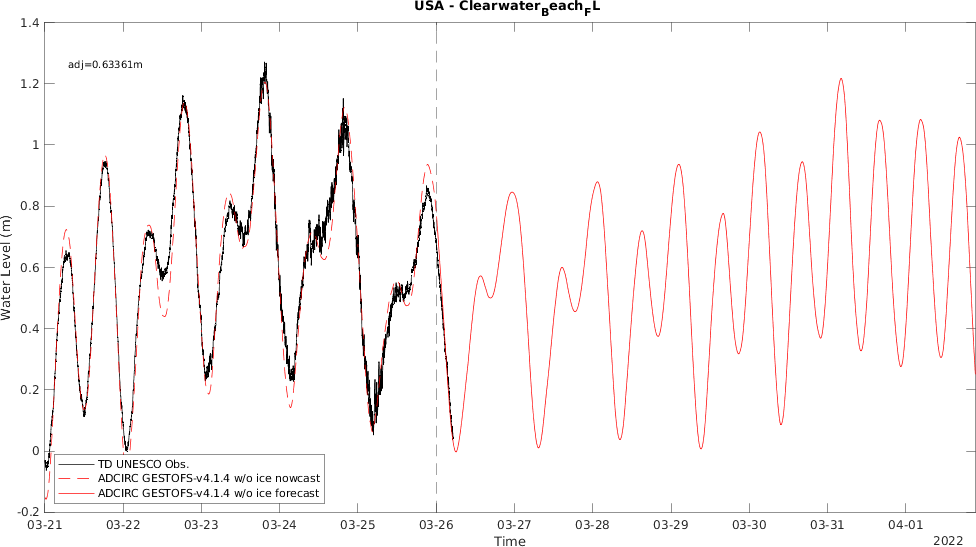 USA - ClearwaterBeachFL
1.4
1.2
1
0.8
0.6
0.4
0.2
0
-0.2
Water Level (m)
adj=0.63361m
TD UNESCO Obs.
ADCIRC GESTOFS-v4.1.4 w/o ice nowcast
ADCIRC GESTOFS-v4.1.4 w/o ice forecast
03-21 03-22 03-23 03-24 03-25 03-26 03-27 03-28 03-29 03-30 03-31 04-01
Time
2022